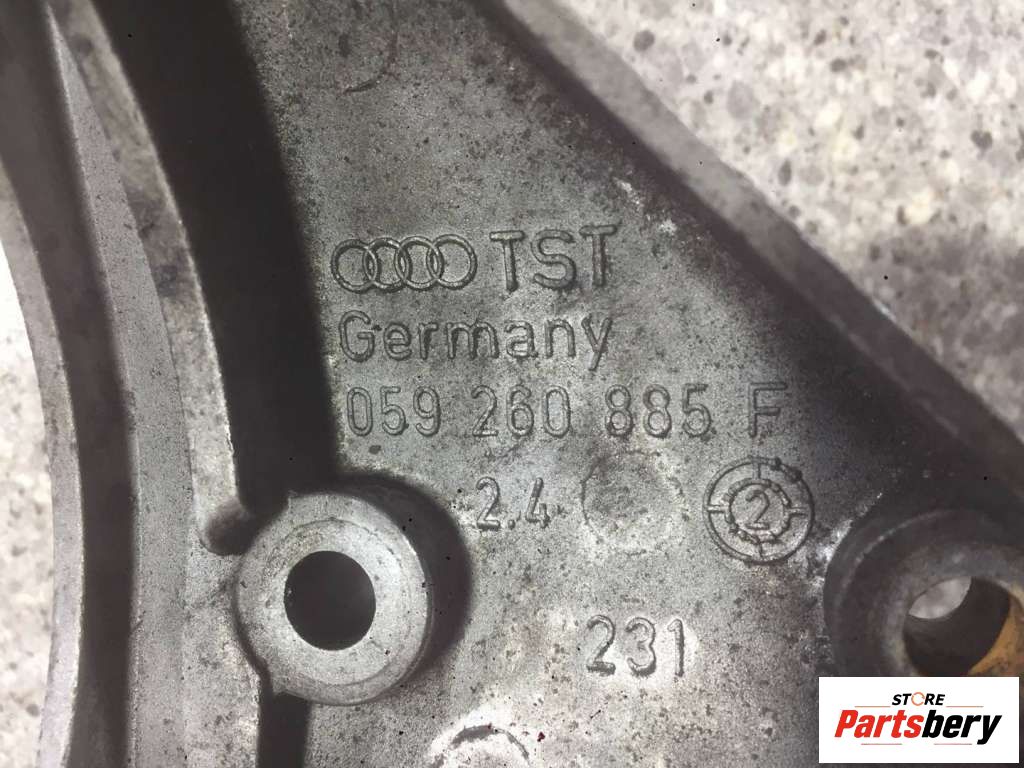 TST
Germany
059 260 885 F
2.4
2
231
STORE
Partsbery